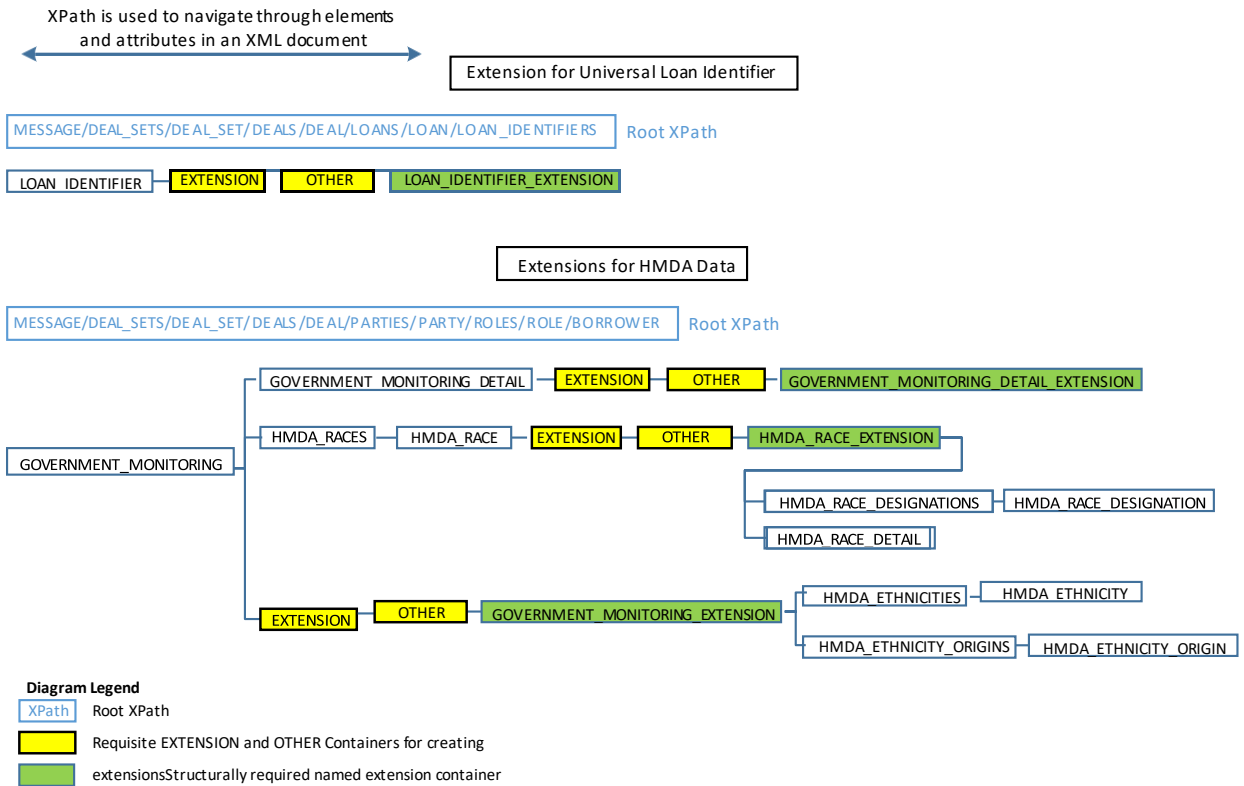 XPath is used to navigate through elements
and attributes in an XML document
Extension for Universal Loan Identifier
MESSAGE/DEAL_SETS/DEAL_SET/DEALS/DEAL/LOANS/LOAN/LOAN_IDENTIFIERS Root XPath
LOAN_IDENTIFIER EXTENSION OTHER LOAN_IDENTIFIER_EXTENSION
Extensions for HMDA Data
MESSAGE/DEAL_SETS/DEAL_SET/DEALS/DEAL/PARTIES/PARTY/ROLES/ROLE/BORROWER Root XPath
GOVERNMENT_MONITORING_DETAIL EXTENSION OTHER GOVERNMENT_MONITORING_DETAIL_EXTENSION
HMDA_RACES HMDA_RACE EXTENSION OTHER HMDA_RACE_EXTENSION
GOVERNMENT_MONITORING
HMDA_RACE_DESIGNATIONS HMDA_RACE_DESIGNATION
HMDA_RACE_DETAIL
EXTENSION OTHER GOVERNMENT_MONITORING_EXTENSION HMDA_ETHNICITIES HMDA_ETHNICITY
HMDA_ETHNICITY_ORIGINS HMDA_ETHNICITY_ORIGIN
Diagram Legend
XPath Root XPath
Requisite EXTENSION and OTHER Containers for creating
extensionsStructurally required named extension container